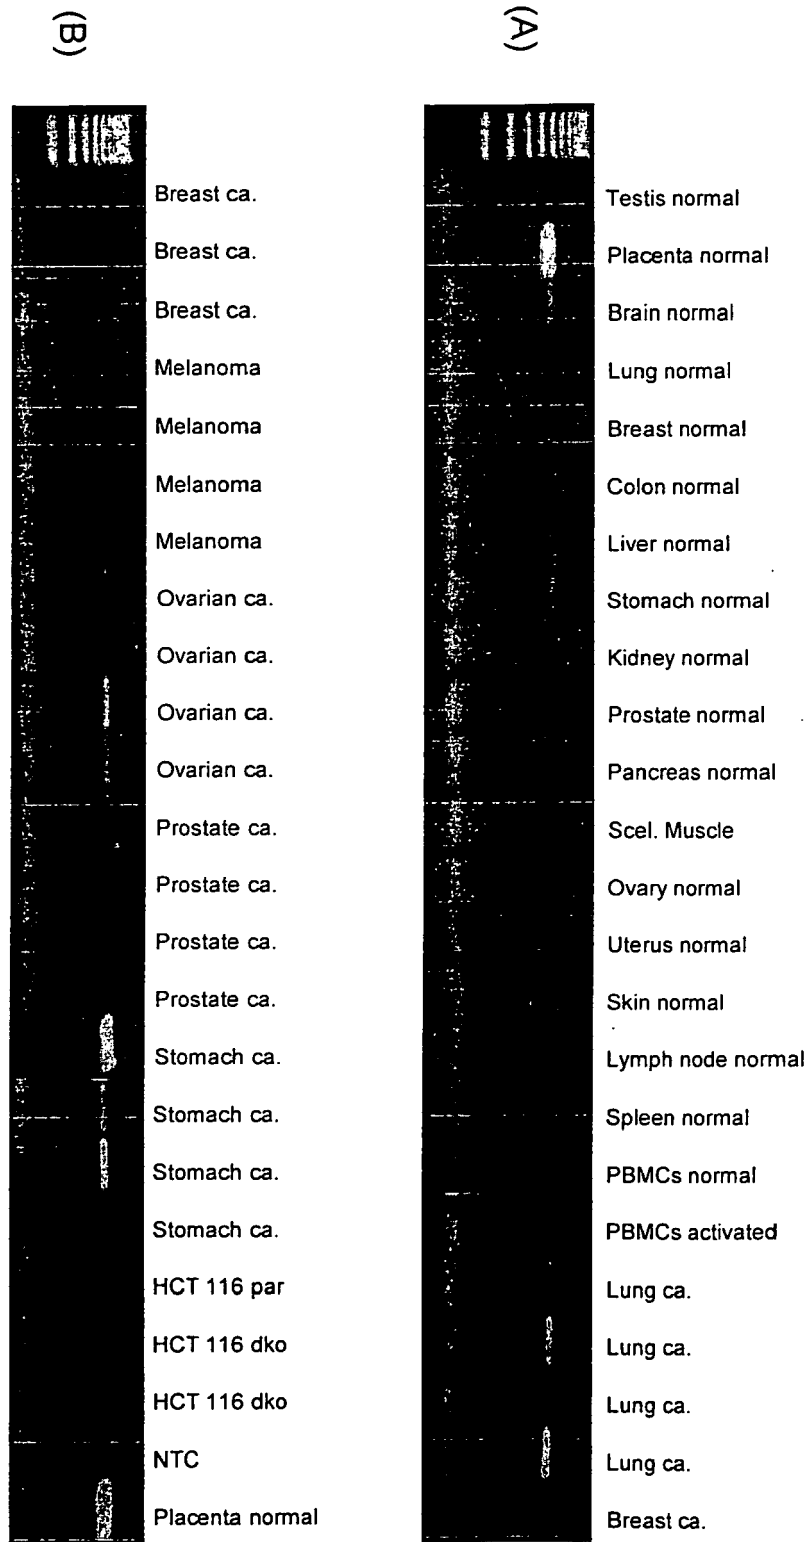 (A)
Testis normal
Placenta normal
Brain normal
Lung normal
Breast normal
Colon normal
Liver normal
Stomach normal
Kidney normal
Prostate normal
Pancreas normal
Scel. Muscle
Ovary normal
Uterus normal
Skin normal
Lymph node normal
Spleen normal
PBMCs normal
PBMCs activated
Lung ca.
Lung ca.
Lung ca.
Lung ca.
Breast ca.
(B)
Breast ca.
Breast ca.
Breast ca.
Melanoma
Melanoma
Melanoma
Melanoma
Ovarian ca.
Ovarian ca.
Ovarian ca.
Ovarian ca.
Prostate ca.
Prostate ca.
Prostate ca.
Prostate ca.
Stomach ca.
Stomach ca.
Stomach ca.
Stomach ca.
HCT 116 par
HCT 116 dko
HCT 116 dko
NTC
Placenta normal